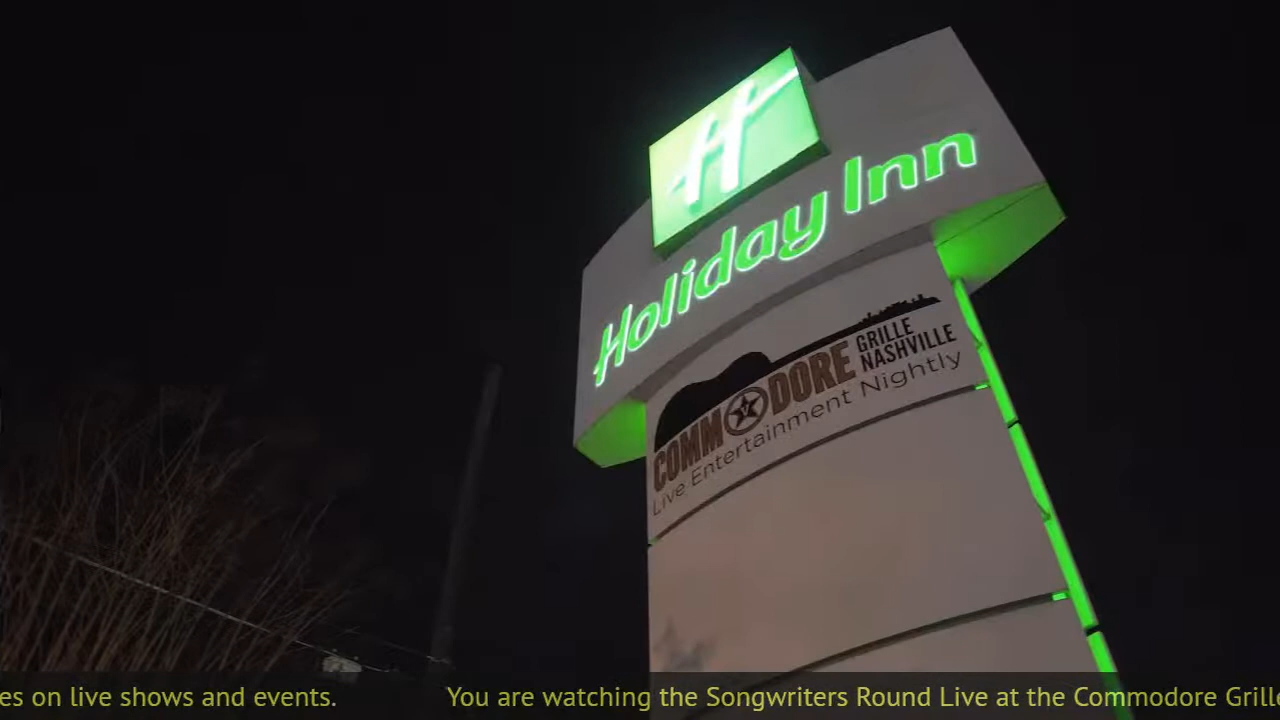 H
Holiday Inn
COMMODORE GRILLE
NASHVILLE
Live Entertainment Nightly
es on live shows and events. You are watching the Songwriters Round Live at the Commodore Grille